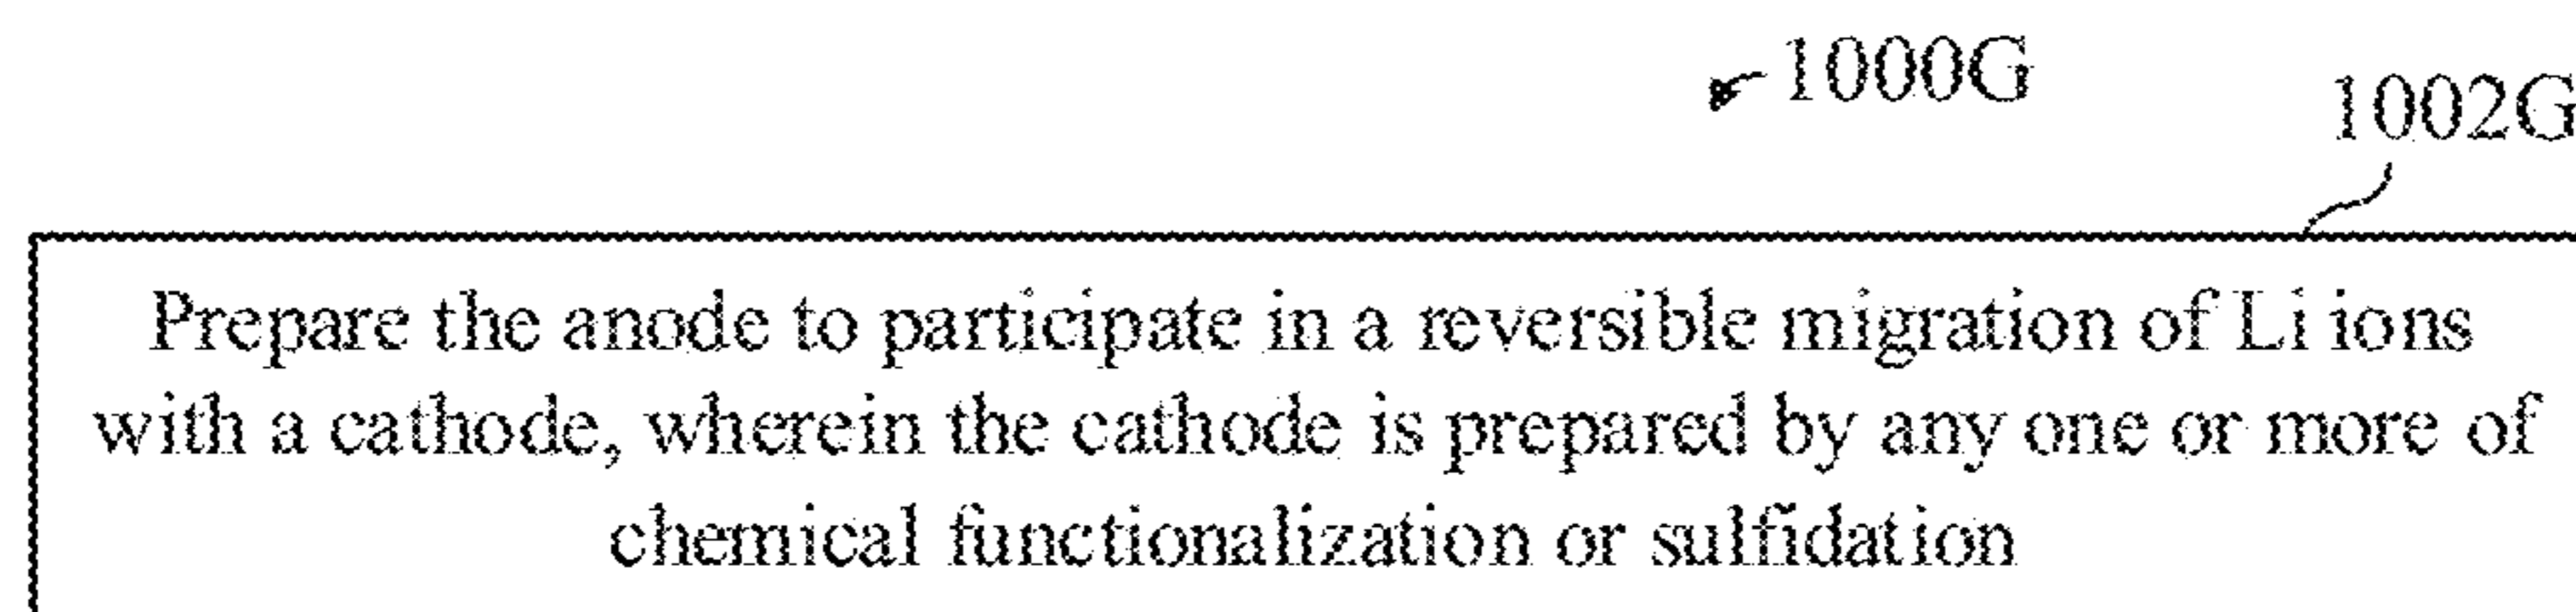 1000G
1002G
Prepare the anode to participate in a reversible migration of Li ions
with a cathode, wherein the cathode is prepared by any one or more of
chemical functionalization or sulfidation